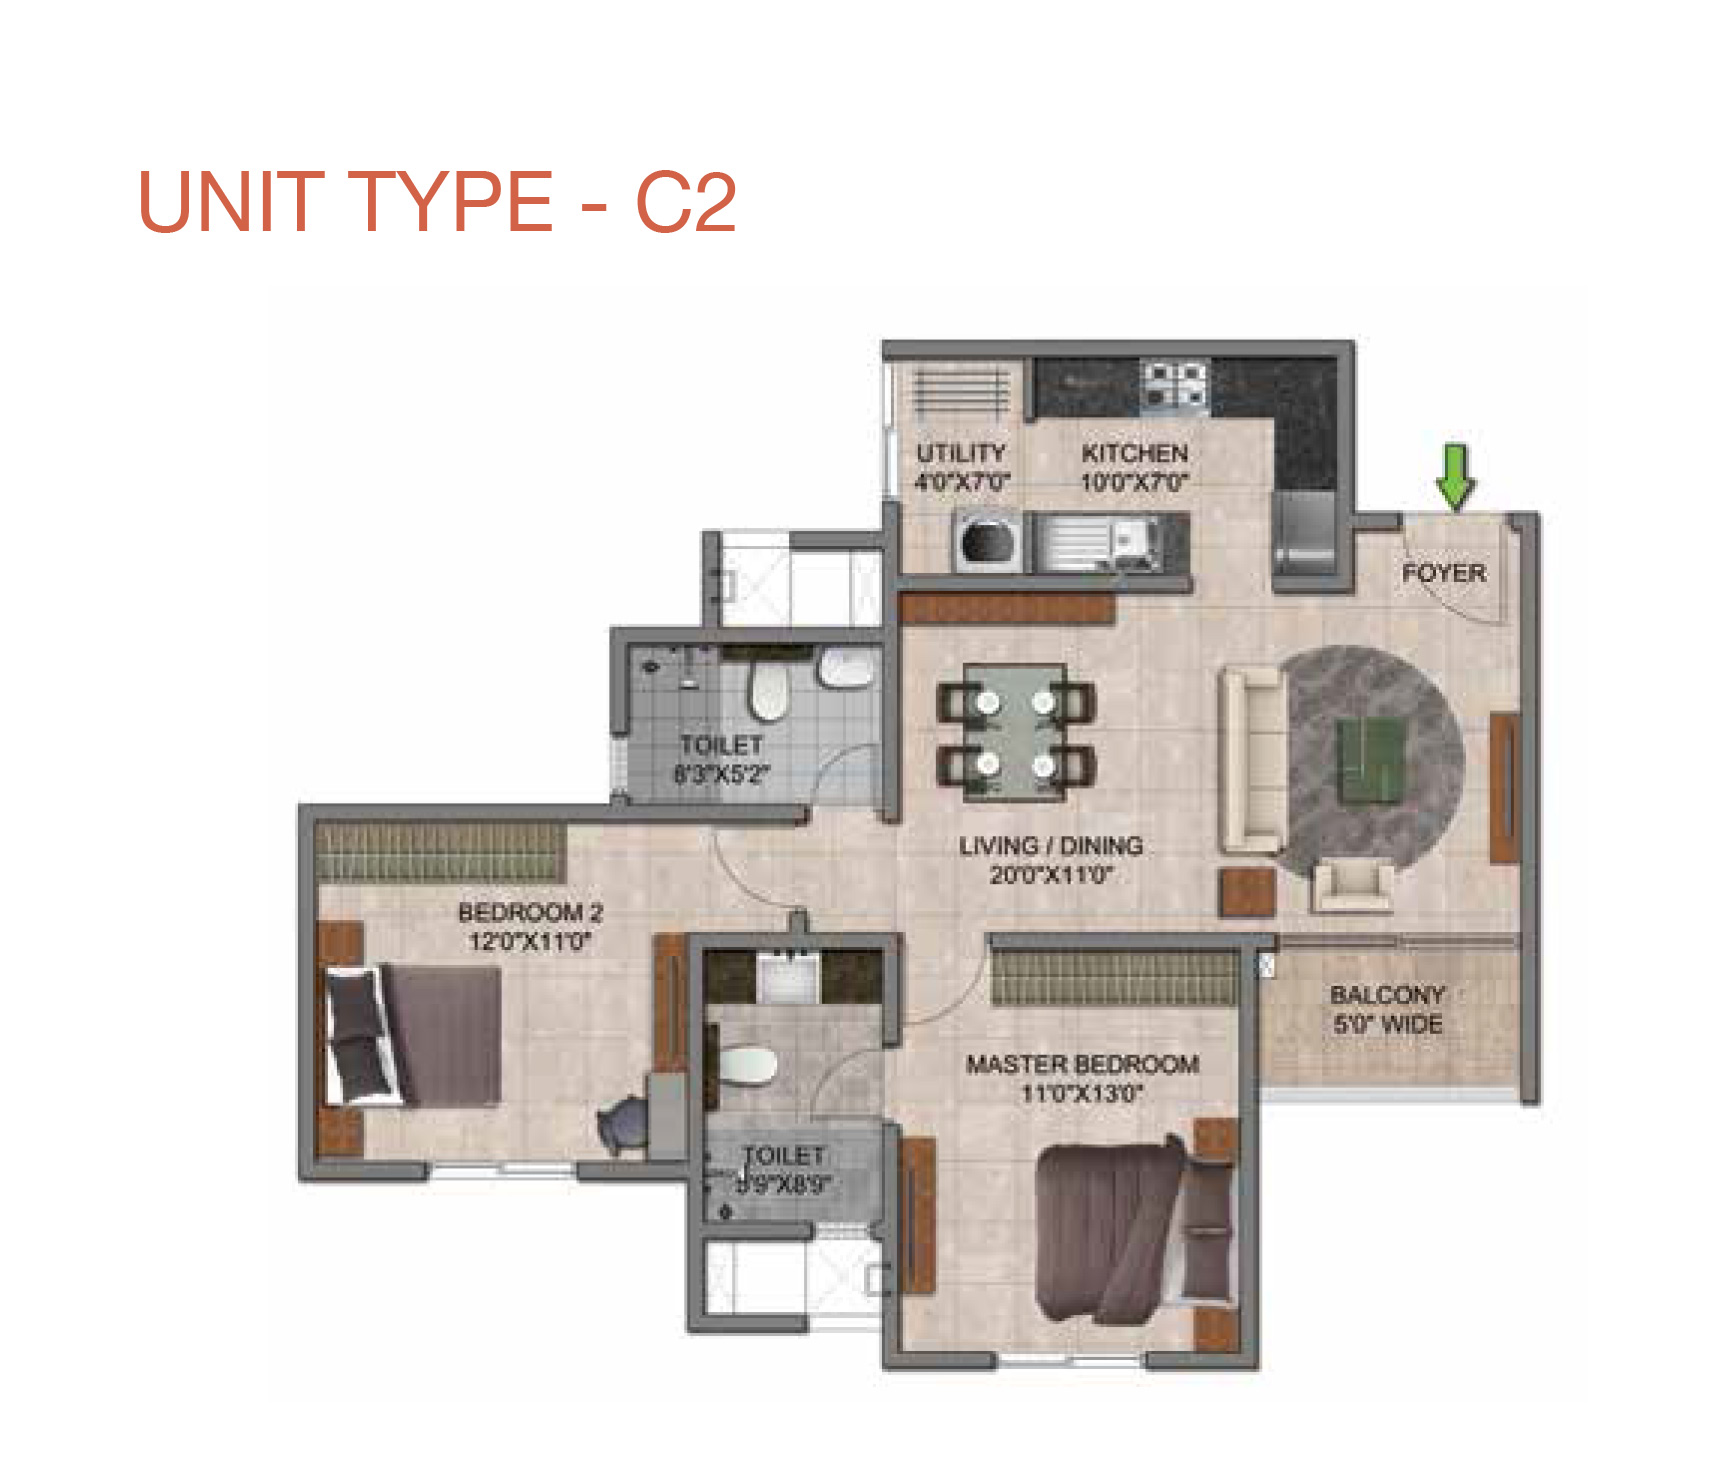 UNIT TYPE - C2
UTILITY
4'0"X7'0"
KITCHEN
10'0"X7'0"
FOYER
TOILET
8'3"X5'2"
LIVING / DINING
20'0"X11'0"
BEDROOM 2
12'0"X11'0"
BALCONY
5'0" WIDE
MASTER BEDROOM
11'0"X13'0"
TOILET
5'9"X8'9"